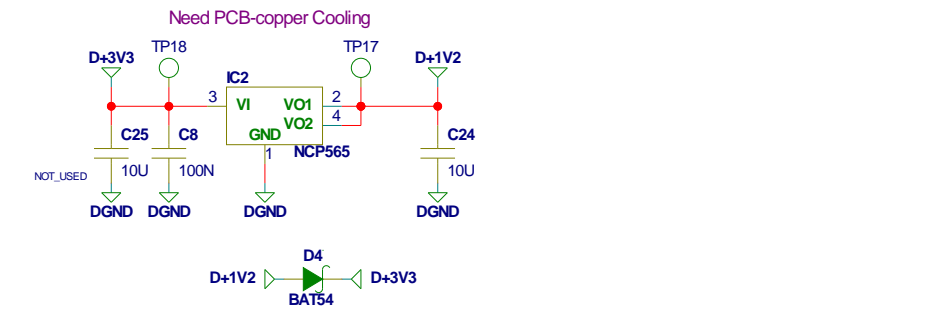 Need PCB-copper Cooling
TP18
TP17
D+3V3
D+1V2
IC2
3
VI
VO1
2
VO2
4
GND
1
NCP565
C25
C8
C24
10U
100N
10U
NOT_USED
DGND
DGND
DGND
DGND
D4
D+1V2
D+3V3
BAT54